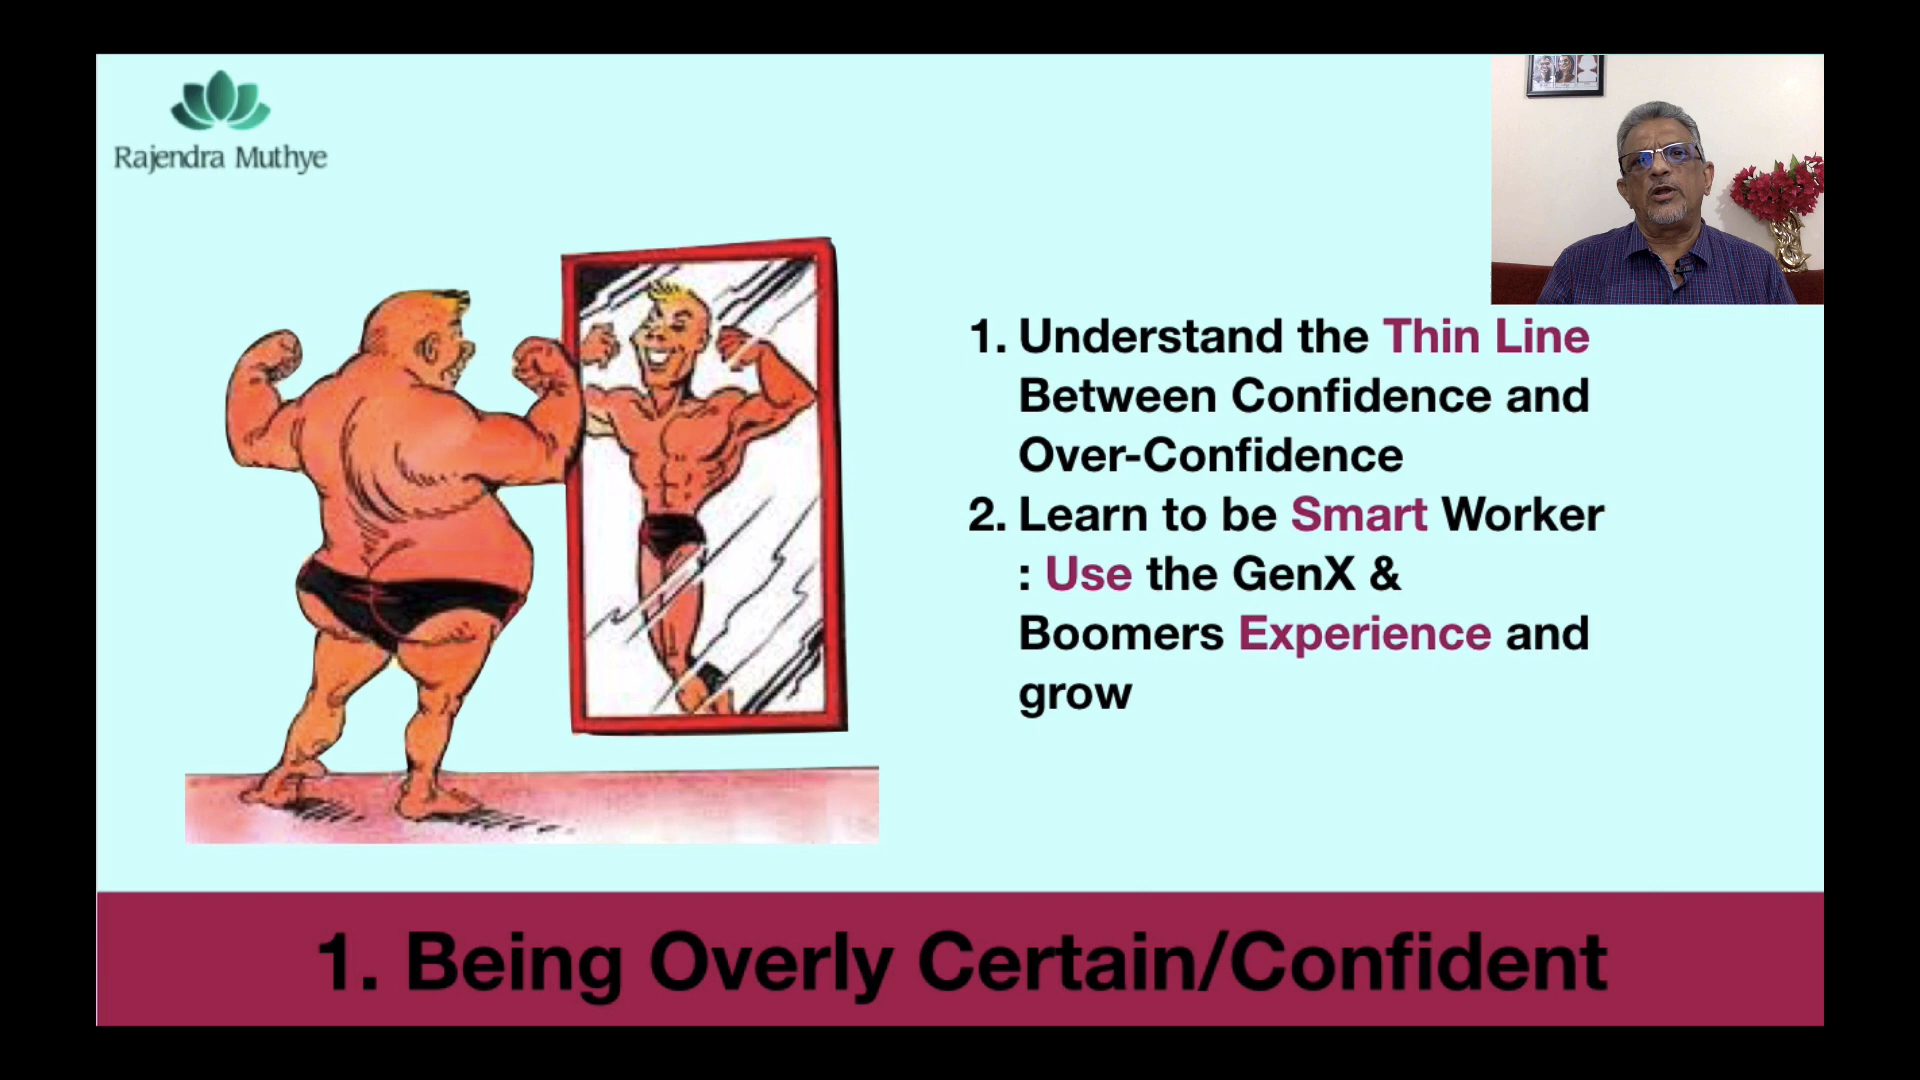 Rajendra Muthye
1. Understand the Thin Line
Between Confidence and
Over-Confidence
2. Learn to be Smart Worker
: Use the GenX &
Boomers Experience and
grow
1. Being Overly Certain/Confident